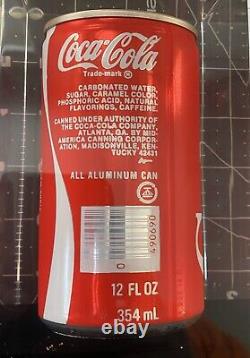 Coca-Cola
Trade-mark ®
CARBONATED WATER,
SUGAR, CARAMEL COLOR,
PHOSPHORIC ACID, NATURAL
FLAVORINGS, CAFFEINE.
CANNED UNDER AUTHORITY OF
THE COCA-COLA COMPANY,
ATLANTA, GA. BY MID-
AMERICA CANNING CORPOR-
ATION, MADISONVILLE, KEN-
TUCKY 42431
ALL ALUMINUM CAN
0
490690
12 FL OZ
354 mL